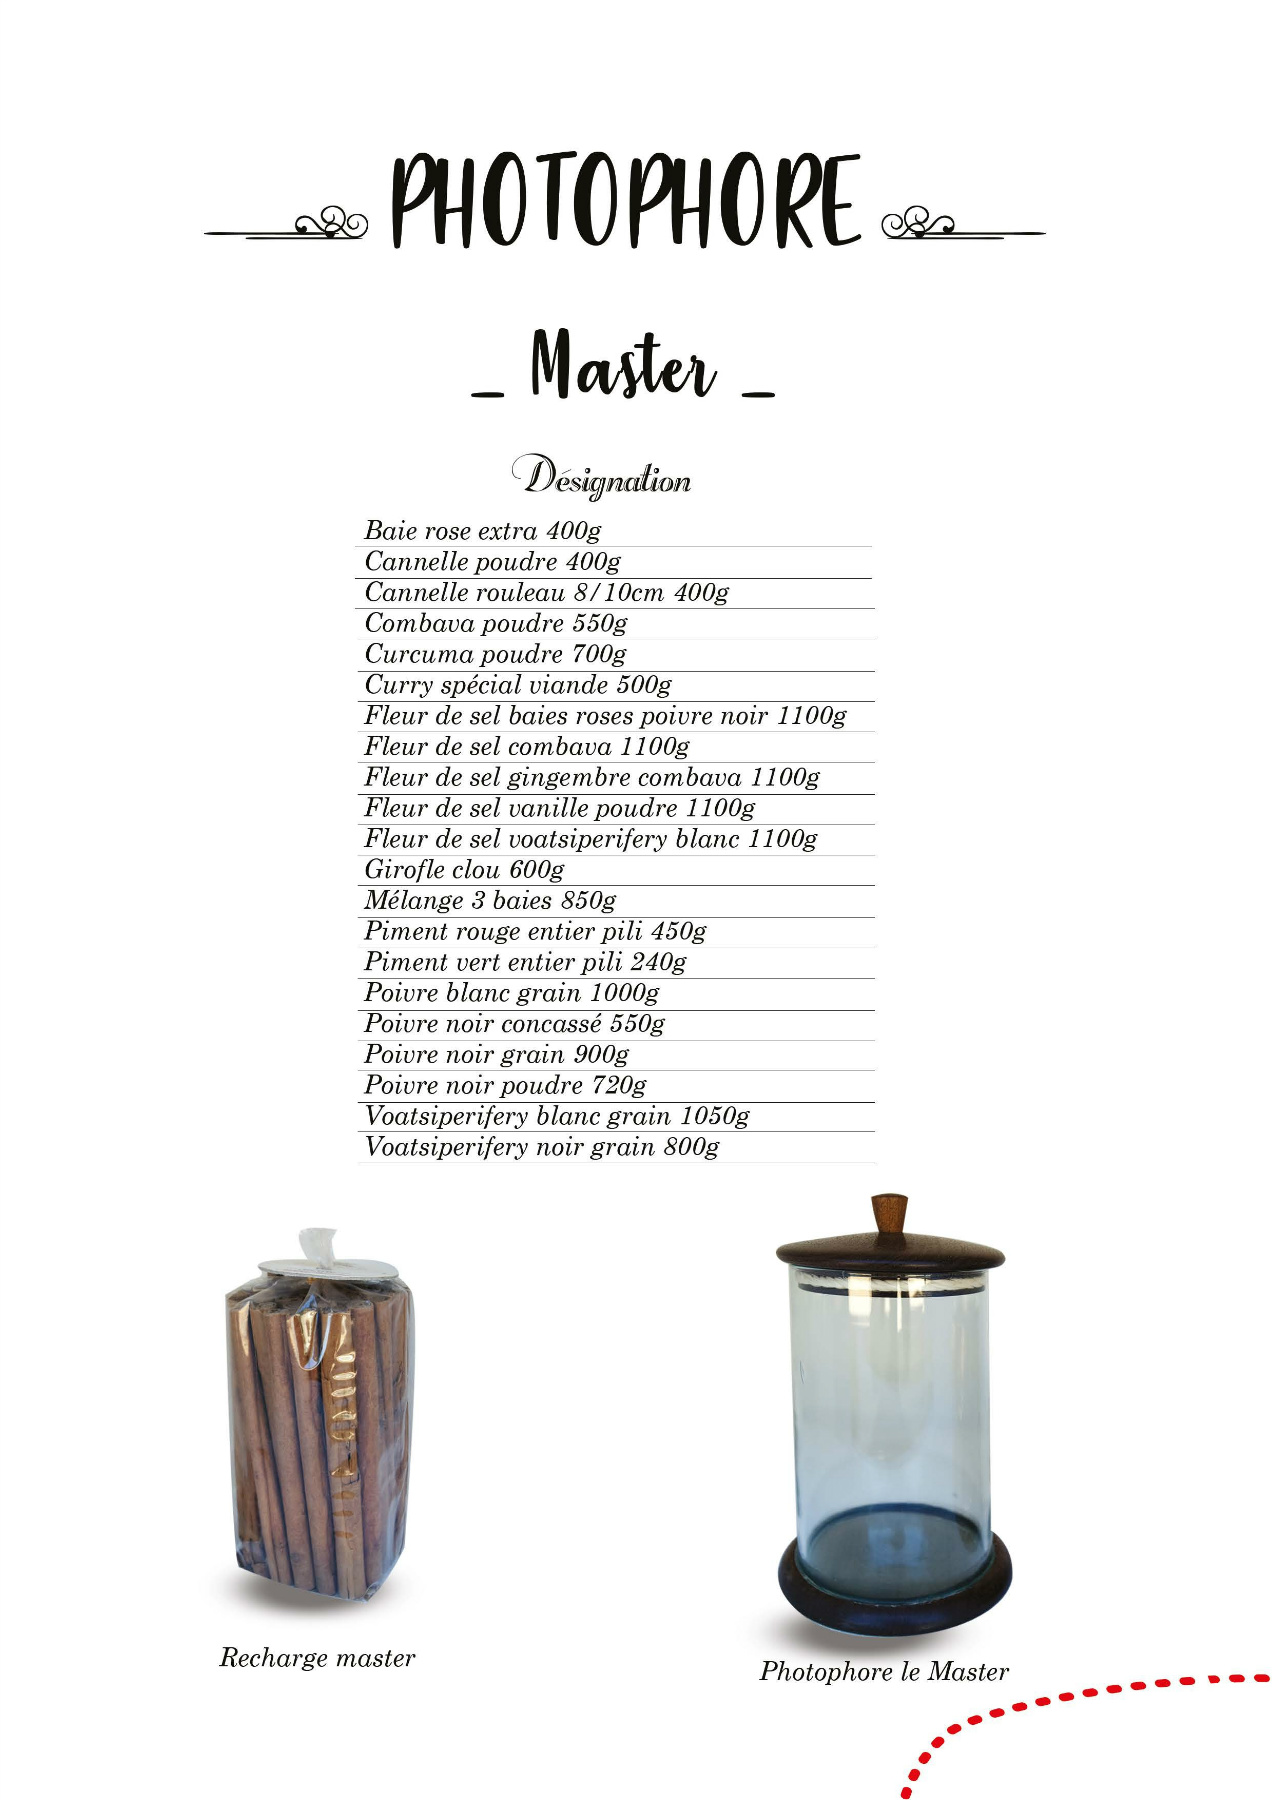 PHOTOPHORE
_ Master _
Désignation
Baie rose extra 400g
Cannelle poudre 400g
Cannelle rouleau 8/10cm 400g
Combava poudre 550g
Curcuma poudre 700g
Curry spécial viande 500g
Fleur de sel baies roses poivre noir 1100g
Fleur de sel combava 1100g
Fleur de sel gingembre combava 1100g
Fleur de sel vanille poudre 1100g
Fleur de sel voatsiperifery blanc 1100g
Girofle clou 600g
Mélange 3 baies 850g
Piment rouge entier pili 450g
Piment vert entier pili 240g
Poivre blanc grain 1000g
Poivre noir concassé 550g
Poivre noir grain 900g
Poivre noir poudre 720g
Voatsiperifery blanc grain 1050g
Voatsiperifery noir grain 800g
Recharge master
Photophore le Master